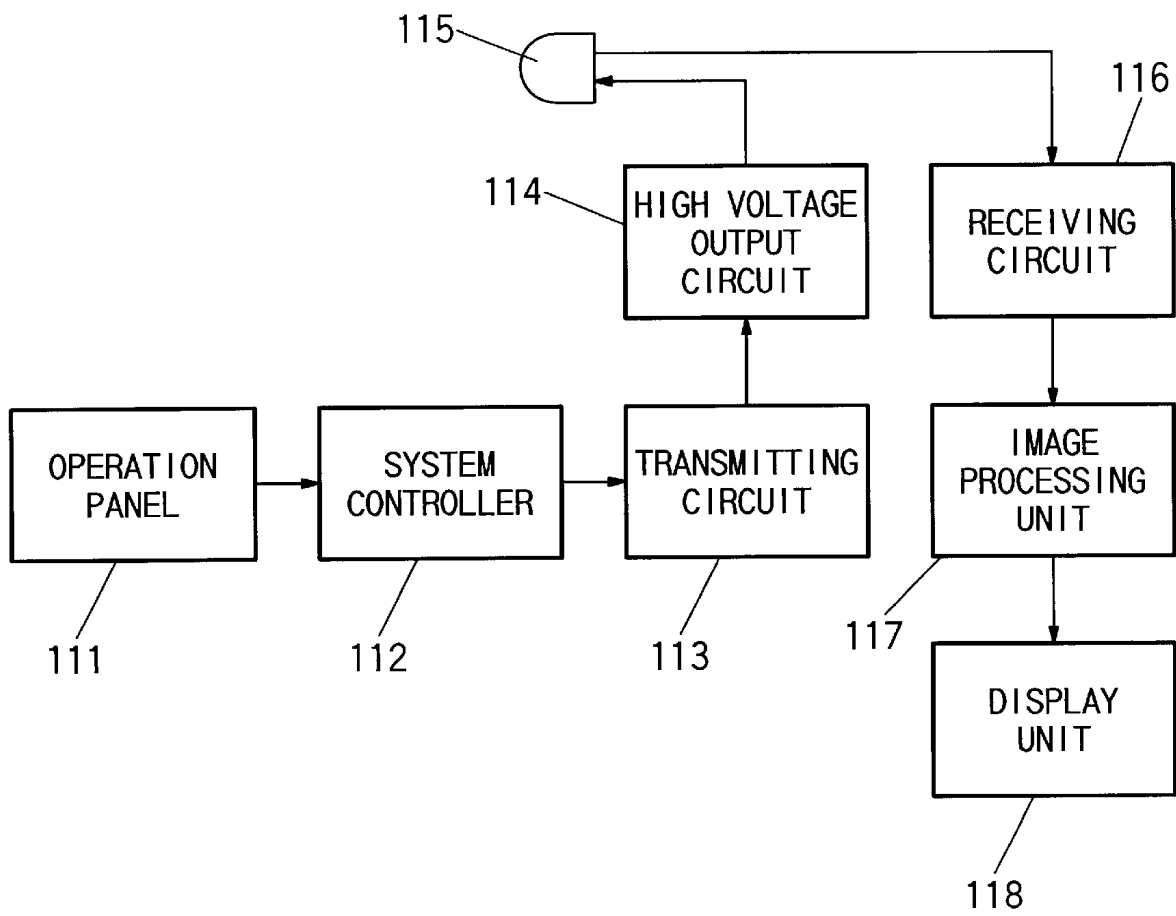 115
116
114
HIGH VOLTAGE
OUTPUT
CIRCUIT
RECEIVING
CIRCUIT
OPERATION
PANEL
SYSTEM
CONTROLLER
TRANSMITTING
CIRCUIT
IMAGE
PROCESSING
UNIT
111
112
113
117
DISPLAY
UNIT
118